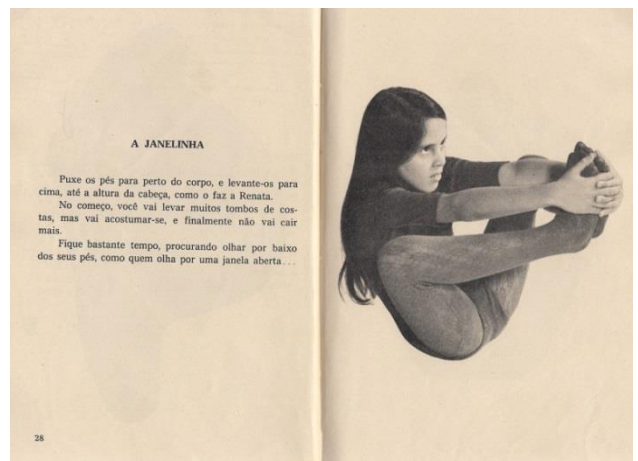 A JANELINHA
Puxe os pés para perto do corpo, e levante-os para
cima, até a altura da cabeça, como o faz a Renata.
No começo, você vai levar muitos tombos de cos-
tas, mas vai acostumar-se, e finalmente não vai cair
mais.
Fique bastante tempo, procurando olhar por baixo
dos seus pés, como quem olha por uma janela aberta...
28